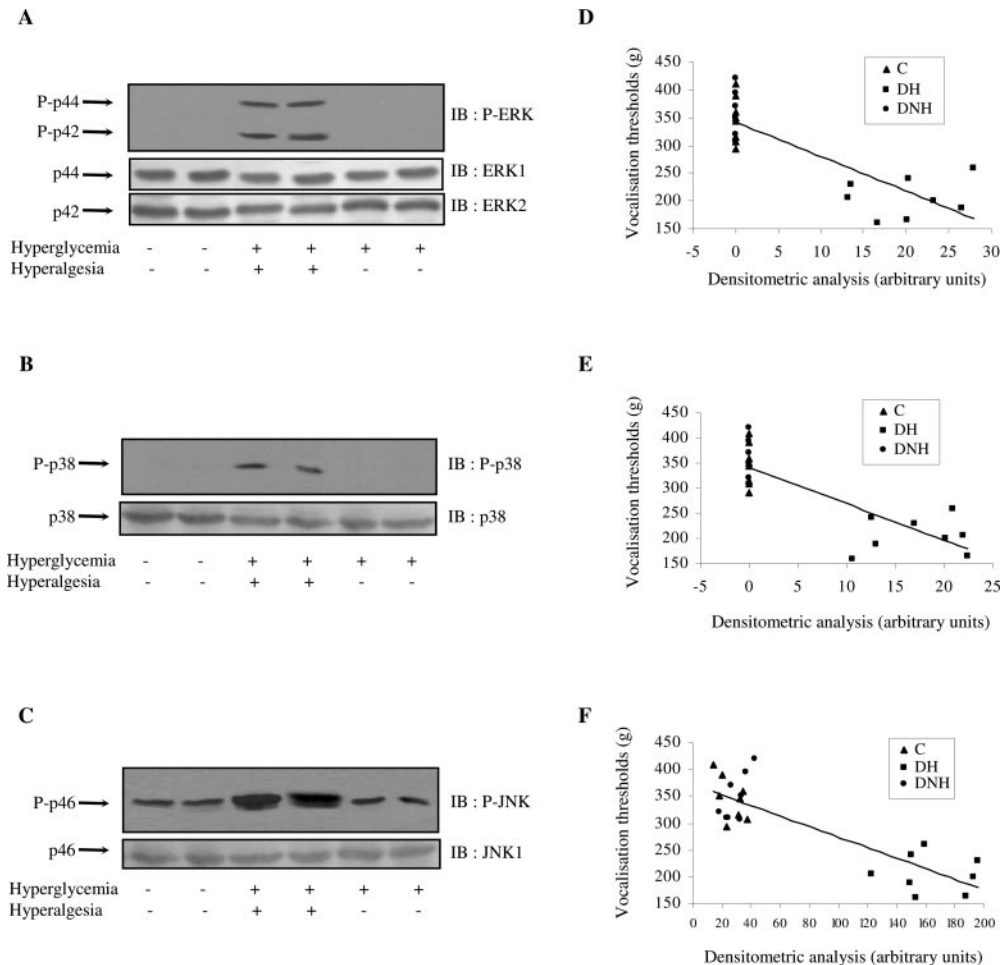 A
P-p44
P-p42
IB : P-ERK
p44
IB : ERK1
p42
IB : ERK2
Hyperglycemia - - + + + +
Hyperalgesia - - + + - -
D
Vocalisation thresholds (g)
450
400
350
300
250
200
150
-5 0 5 10 15 20 25 30
Densitometric analysis (arbitrary units)
C
DH
DNH
B
P-p38
IB : P-p38
p38
IB : p38
Hyperglycemia - - + + + +
Hyperalgesia - - + + - -
E
Vocalisation thresholds (g)
450
400
350
300
250
200
150
-5 0 5 10 15 20 25
Densitometric analysis (arbitrary units)
C
DH
DNH
C
P-p46
IB : P-JNK
p46
IB : JNK1
Hyperglycemia - - + + + +
Hyperalgesia - - + + - -
F
Vocalisation thresholds (g)
450
400
350
300
250
200
150
0 20 40 60 80 100 120 140 160 180 200
Densitometric analysis (arbitrary units)
C
DH
DNH